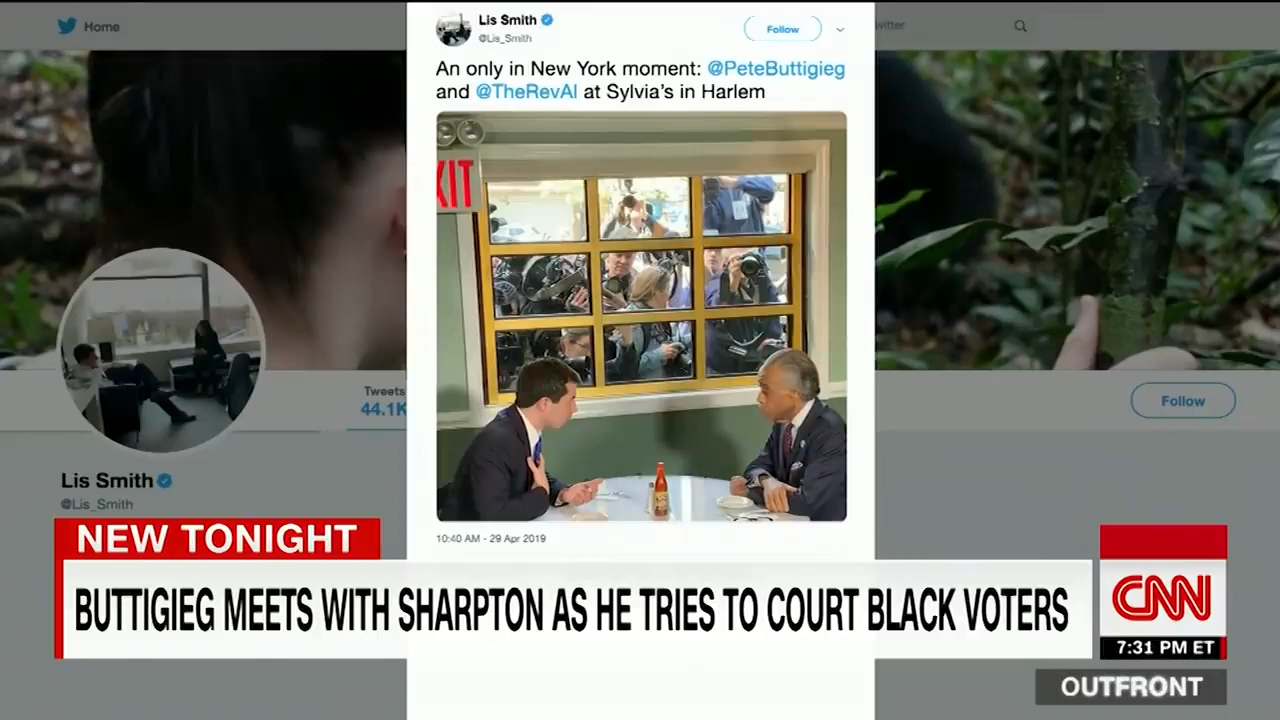 Home
Lis Smith
@Lis_Smith
Follow
An only in New York moment: @PeteButtigieg
and @TheRevAl at Sylvia's in Harlem
XIT
Tweets
44.1K
Follow
Lis Smith
@Lis_Smith
10:40 AM - 29 Apr 2019
NEW TONIGHT
BUTTIGIEG MEETS WITH SHARPTON AS HE TRIES TO COURT BLACK VOTERS
CNN
7:31 PM ET
OUTFRONT